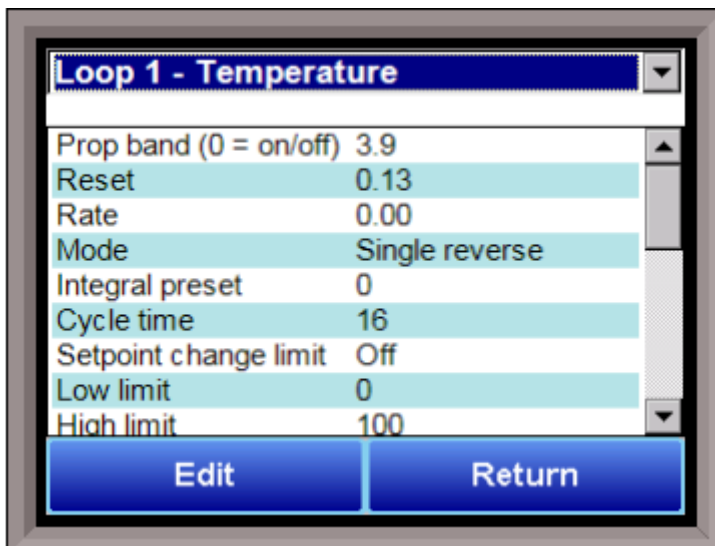 Loop 1 - Temperature
Prop band (0 = on/off) 3.9
Reset 0.13
Rate 0.00
Mode Single reverse
Integral preset 0
Cycle time 16
Setpoint change limit Off
Low limit 0
High limit 100
Edit Return